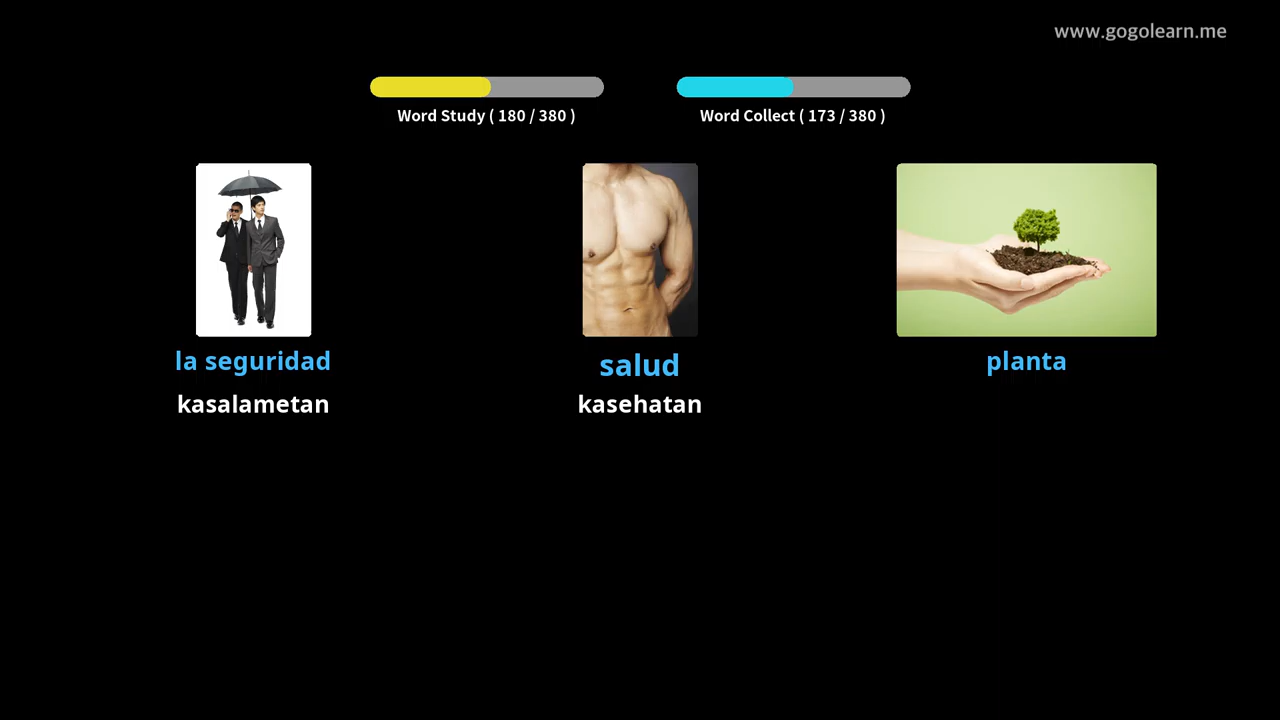 www.gogolearn.me
Word Study ( 180 / 380 )
Word Collect ( 173 / 380 )
la seguridad
kasalametan
salud
kasehatan
planta